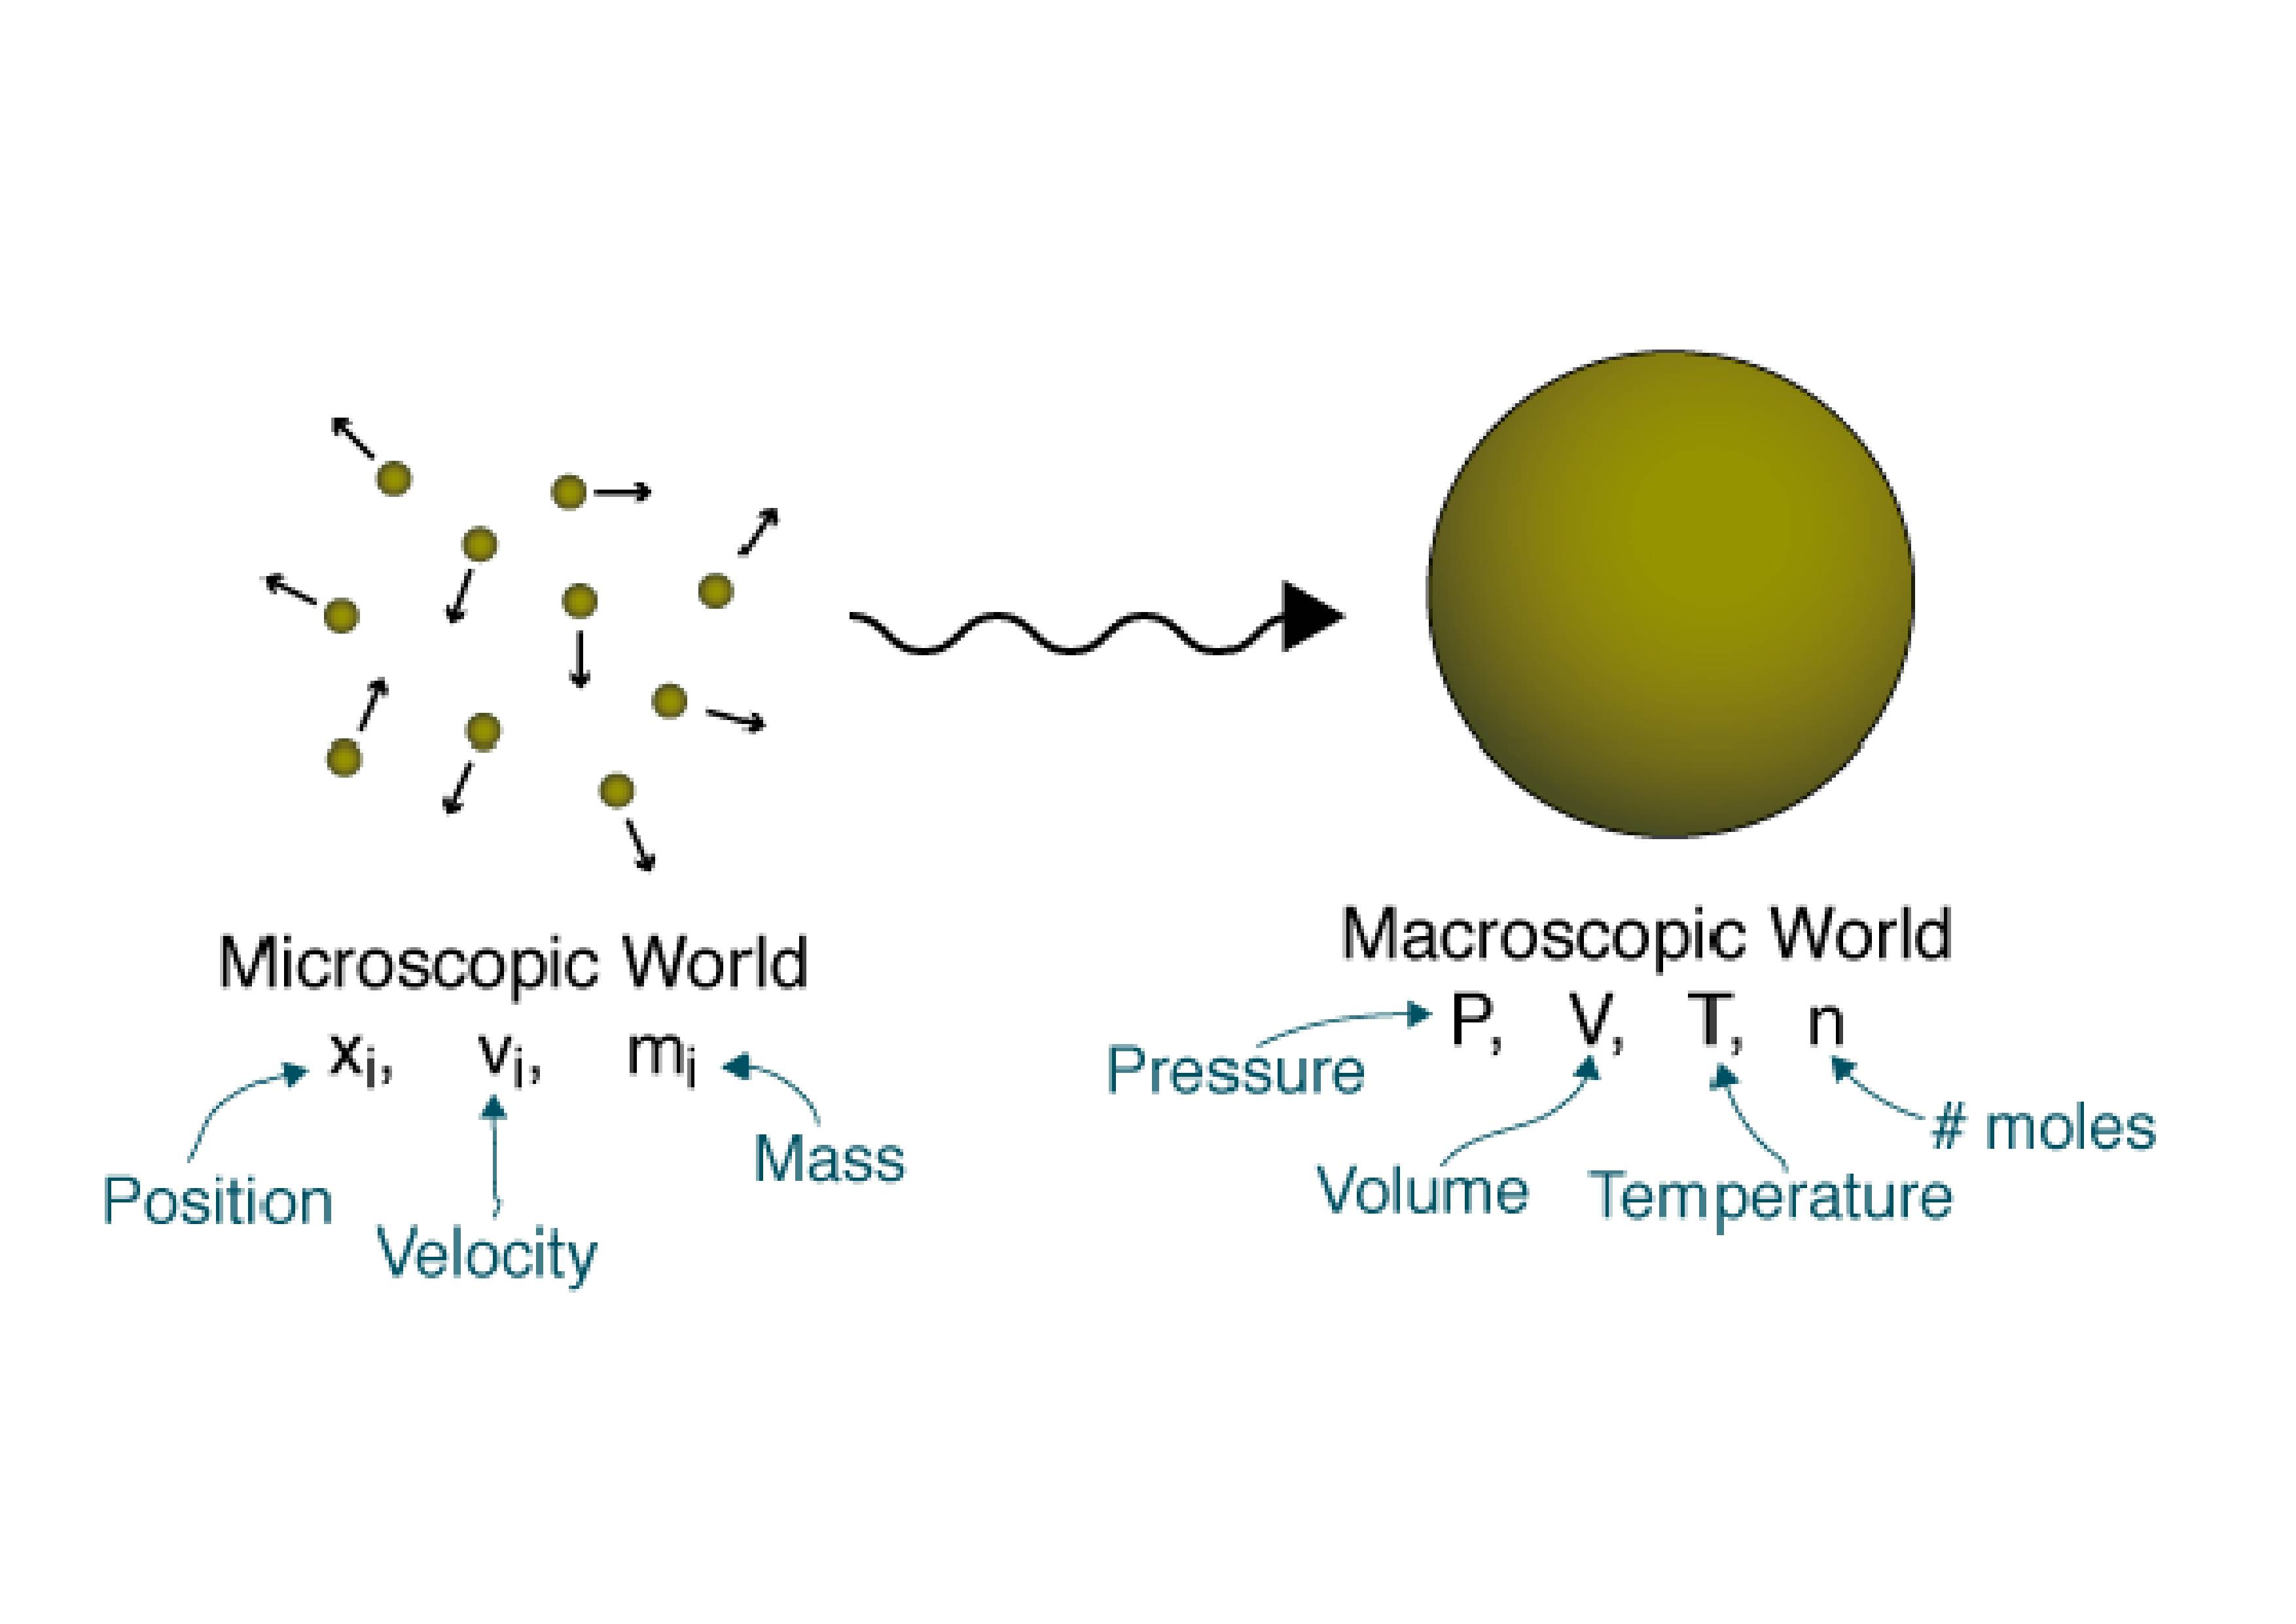 Microscopic World
xᵢ, vᵢ, mᵢ
Position
Velocity
Mass
Macroscopic World
P, V, T, n
Pressure
Volume
Temperature
# moles